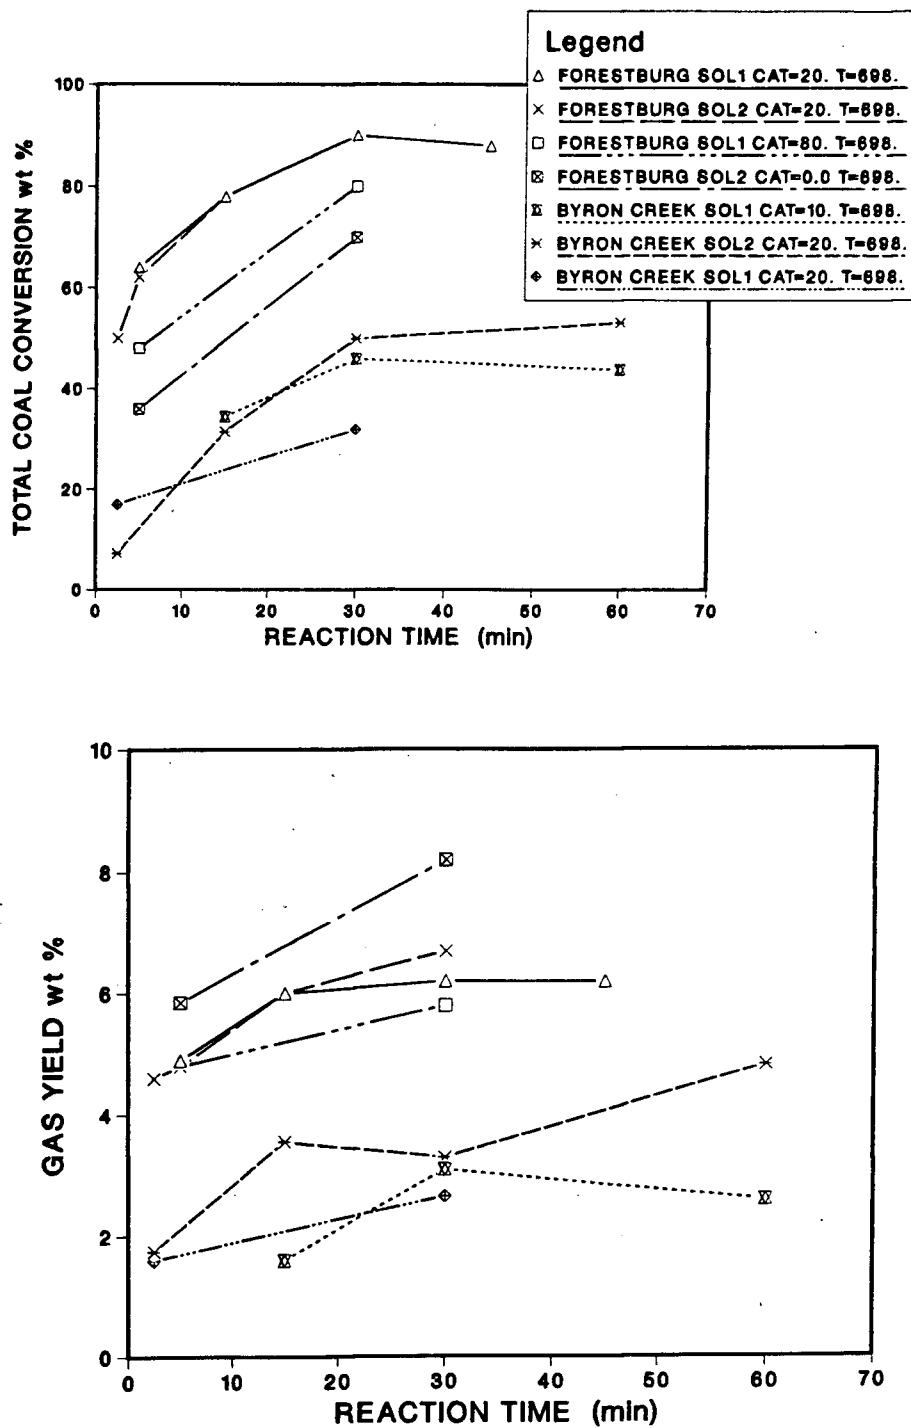 Legend
FORESTBURG SOL1 CAT=20. T=698.
FORESTBURG SOL2 CAT=20. T=698.
FORESTBURG SOL1 CAT=80. T=698.
FORESTBURG SOL2 CAT=0.0 T=698.
BYRON CREEK SOL1 CAT=10. T=698.
BYRON CREEK SOL2 CAT=20. T=698.
BYRON CREEK SOL1 CAT=20. T=698.
TOTAL COAL CONVERSION wt %
100
80
60
40
20
0
0 10 20 30 40 50 60 70
REACTION TIME (min)
GAS YIELD wt %
10
8
6
4
2
0
0 10 20 30 40 50 60 70
REACTION TIME (min)